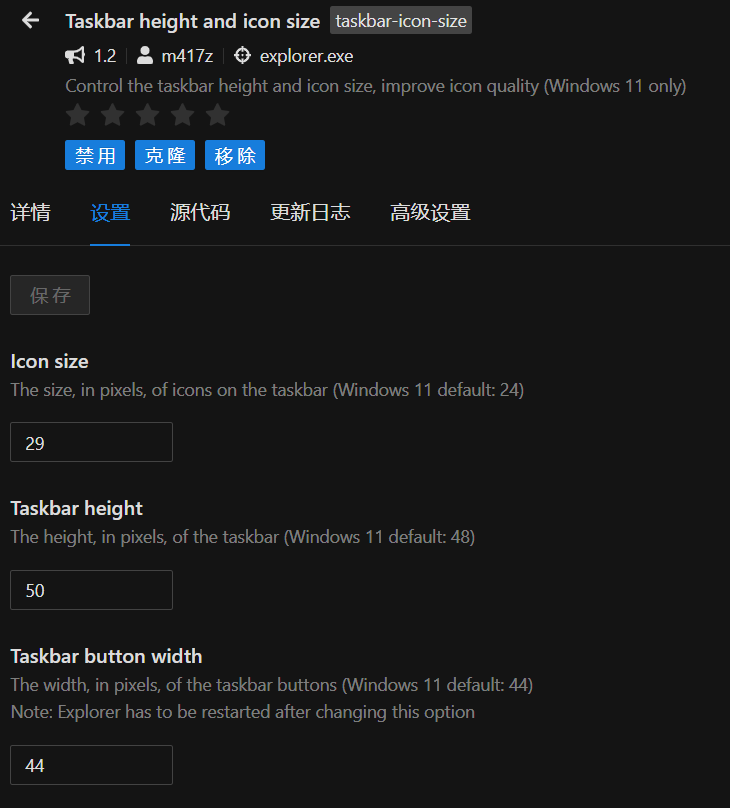 Taskbar height and icon size taskbar-icon-size
1.2 m417z explorer.exe
Control the taskbar height and icon size, improve icon quality (Windows 11 only)
禁用 克隆 移除
详情 设置 源代码 更新日志 高级设置
保存
Icon size
The size, in pixels, of icons on the taskbar (Windows 11 default: 24)
29
Taskbar height
The height, in pixels, of the taskbar (Windows 11 default: 48)
50
Taskbar button width
The width, in pixels, of the taskbar buttons (Windows 11 default: 44)
Note: Explorer has to be restarted after changing this option
44